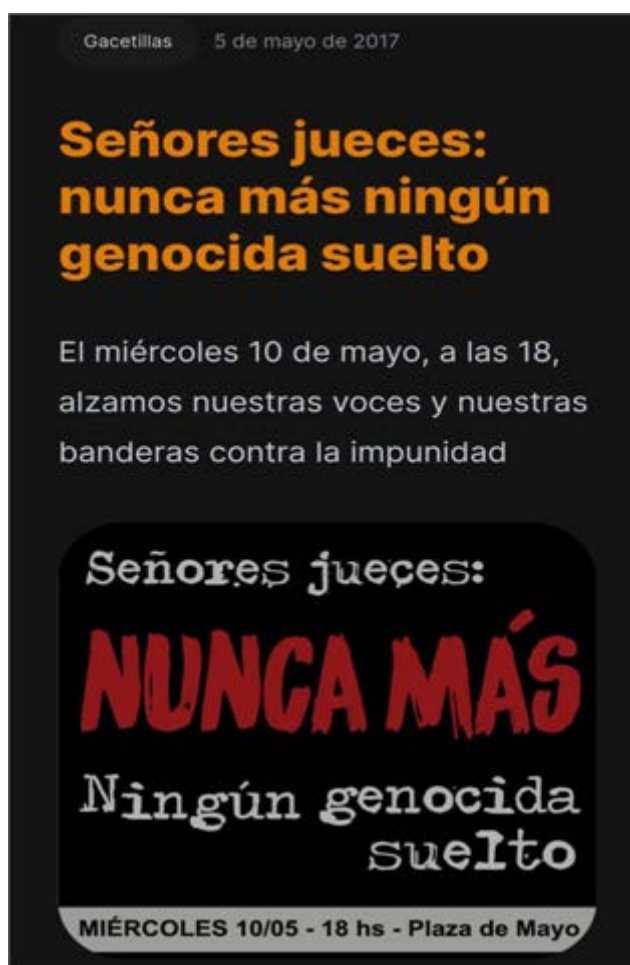 Gacetillas 5 de mayo de 2017
Señores jueces:
nunca más ningún
genocida suelto
El miércoles 10 de mayo, a las 18,
alzamos nuestras voces y nuestras
banderas contra la impunidad
Señores jueces:
NUNCA MÁS
Ningún genocida
suelto
MIÉRCOLES 10/05 - 18 hs - Plaza de Mayo